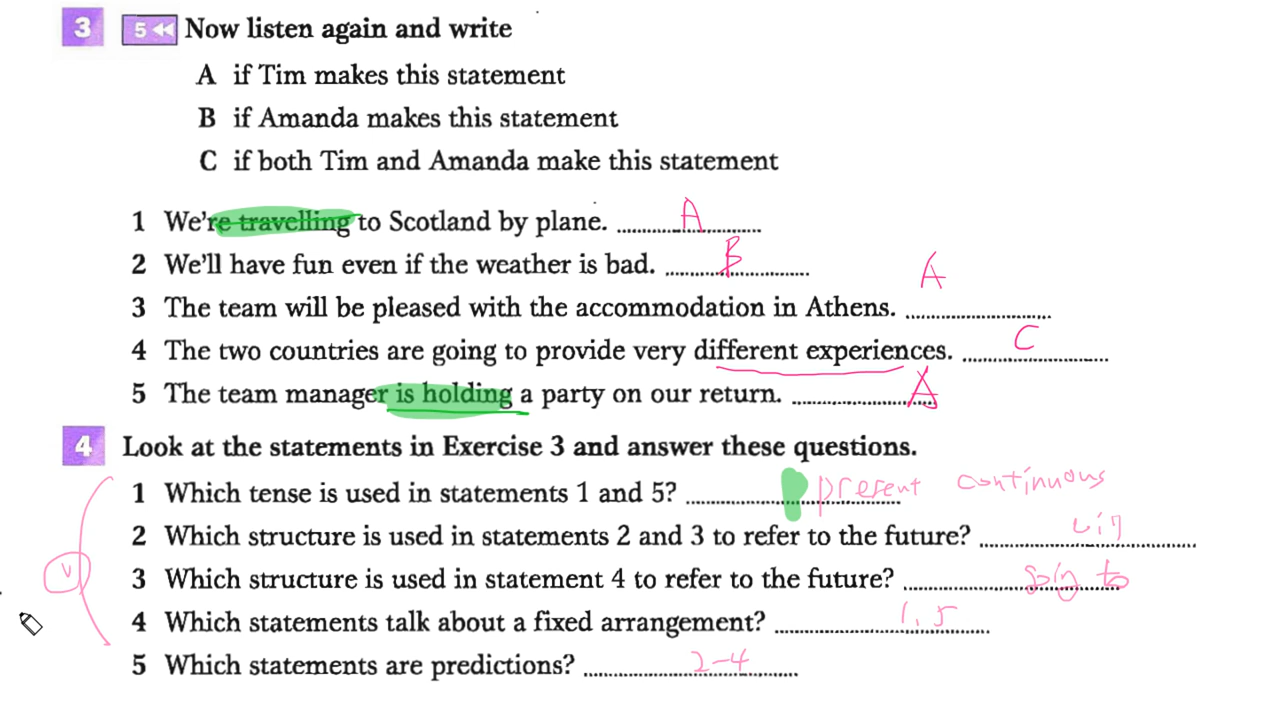 3 5 Now listen again and write
A if Tim makes this statement
B if Amanda makes this statement
C if both Tim and Amanda make this statement
1 We're travelling to Scotland by plane. .................... A
2 We'll have fun even if the weather is bad. .................... B
3 The team will be pleased with the accommodation in Athens. .................... A
4 The two countries are going to provide very different experiences. .................... C
5 The team manager is holding a party on our return. .................... A
4 Look at the statements in Exercise 3 and answer these questions.
1 Which tense is used in statements 1 and 5? .................... present continuous
2 Which structure is used in statements 2 and 3 to refer to the future? ....................
3 Which structure is used in statement 4 to refer to the future? .................... going to
4 Which statements talk about a fixed arrangement? .................... 1, 5
5 Which statements are predictions? .................... 2-4